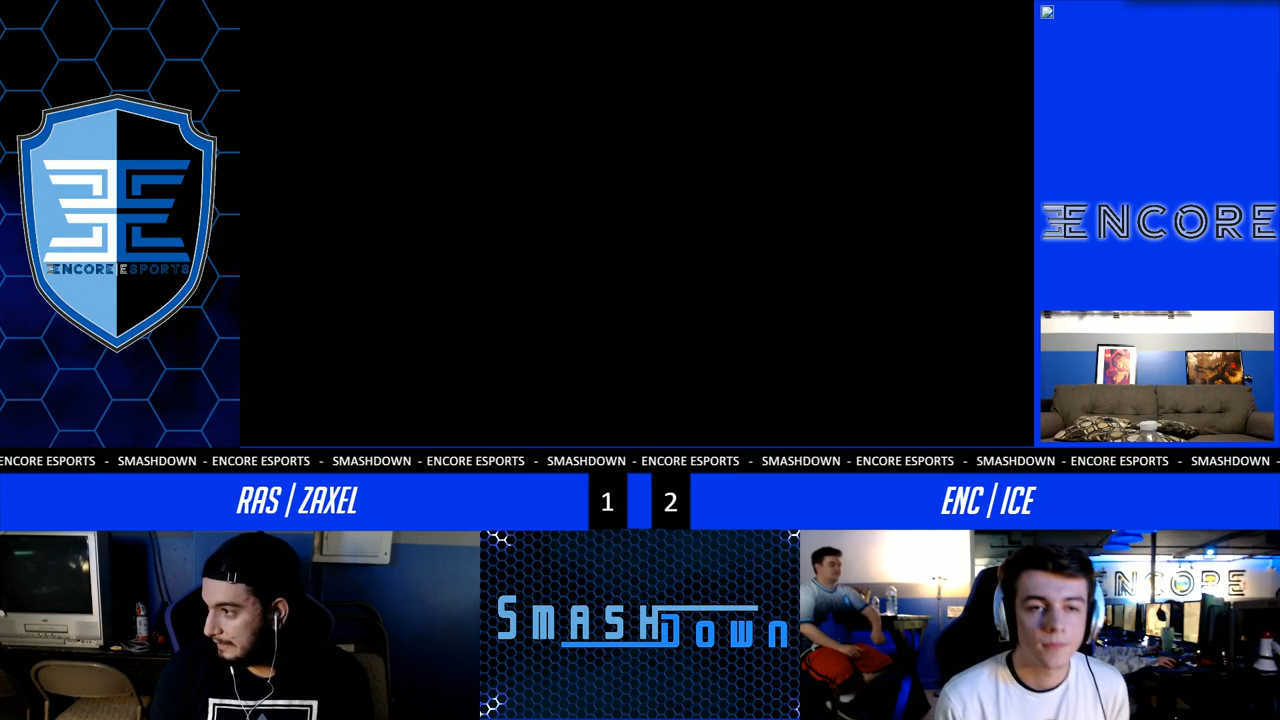 ENCORE ESPORTS
ENCORE
ENCORE ESPORTS - SMASHDOWN - ENCORE ESPORTS - SMASHDOWN - ENCORE ESPORTS - SMASHDOWN - ENCORE ESPORTS - SMASHDOWN - ENCORE ESPORTS - SMASHDOWN - ENCORE ESPORTS - SMASHDOWN -
RAS | ZAXEL
1
2
ENC | ICE
SMASHDOWN
ENCORE